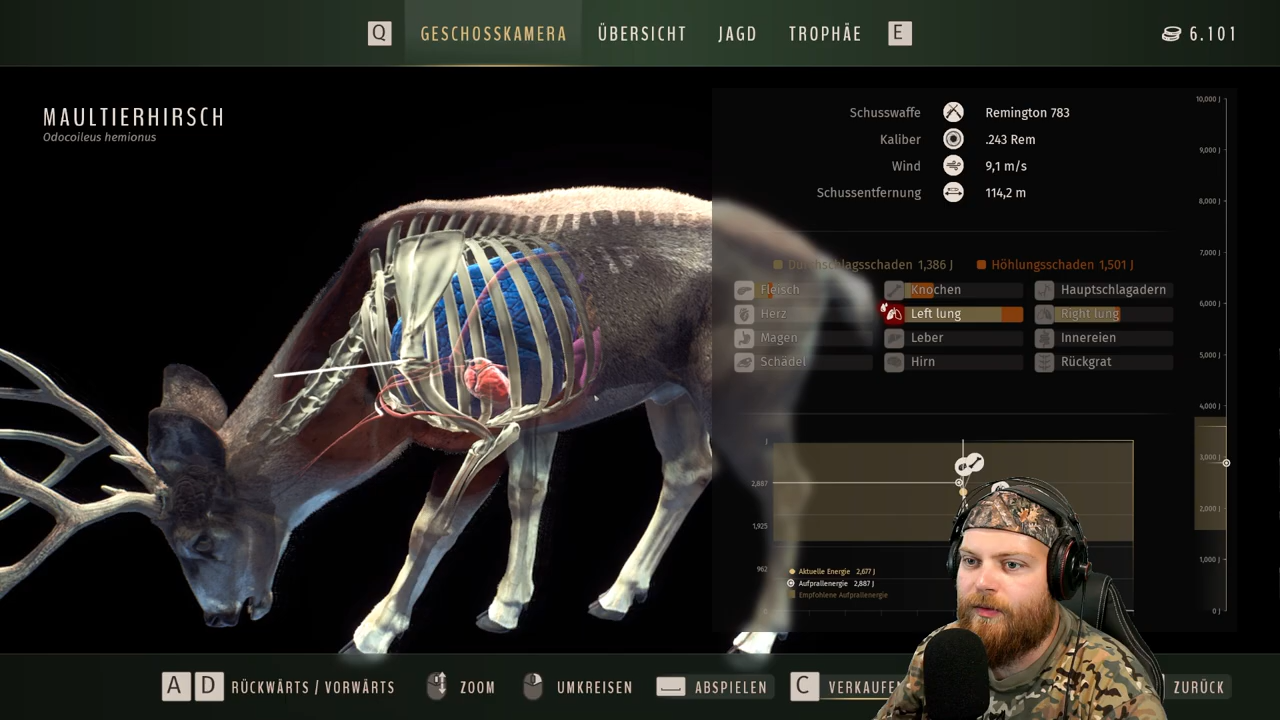 Q GESCHOSSKAMERA ÜBERSICHT JAGD TROPHÄE E 6.101
MAULTIERHIRSCH
Odocoileus hemionus
Schusswaffe Remington 783
Kaliber .243 Rem
Wind 9,1 m/s
Schussentfernung 114,2 m
Durchschlagsschaden 1,386 J Höhlungsschaden 1,501 J
Fleisch Knochen Hauptschlagadern
Herz Left lung Right lung
Magen Leber Innereien
Schädel Hirn Rückgrat
10,000 J
9,000 J
8,000 J
7,000 J
6,000 J
5,000 J
4,000 J
3,000 J
2,000 J
1,000 J
0 J
J
2,887
1,925
962
Aktuelle Energie 2,677 J
Aufprallenergie 2,887 J
Empfohlene Aufprallenergie
A D RÜCKWÄRTS / VORWÄRTS ZOOM UMKREISEN ABSPIELEN C VERKAUFEN ZURÜCK